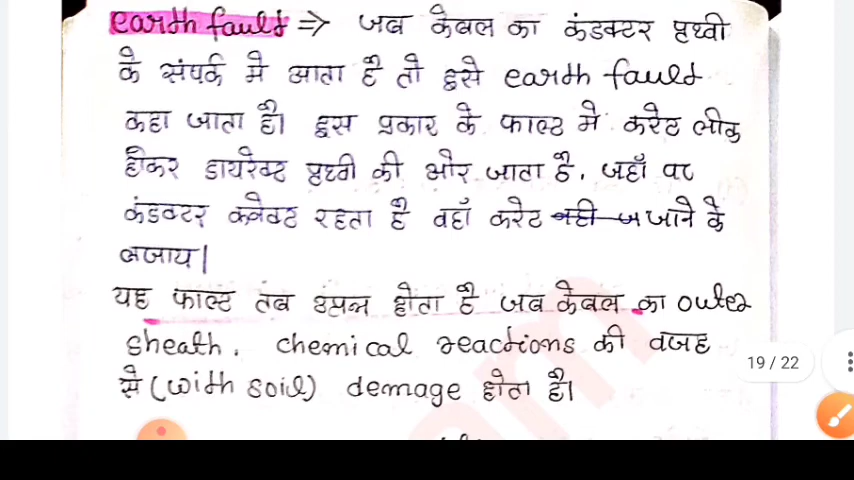 earth fault ⇒ जब केबल का कंडक्टर पृथ्वी
के संपर्क मे आता है तो इसे earth fault
कहा जाता है। इस प्रकार के फाल्ट मे करेंट लीक
होकर डायरेक्ट पृथ्वी की ओर जाता है, जहाँ पर
कंडक्टर कनेक्ट रहता है वहाँ करेंट जाने के
बजाय।
यह फाल्ट तब उत्पन्न होता है जब केबल का outer
sheath, chemical reactions की वजह
से (with soil) demage होता है।
19 / 22